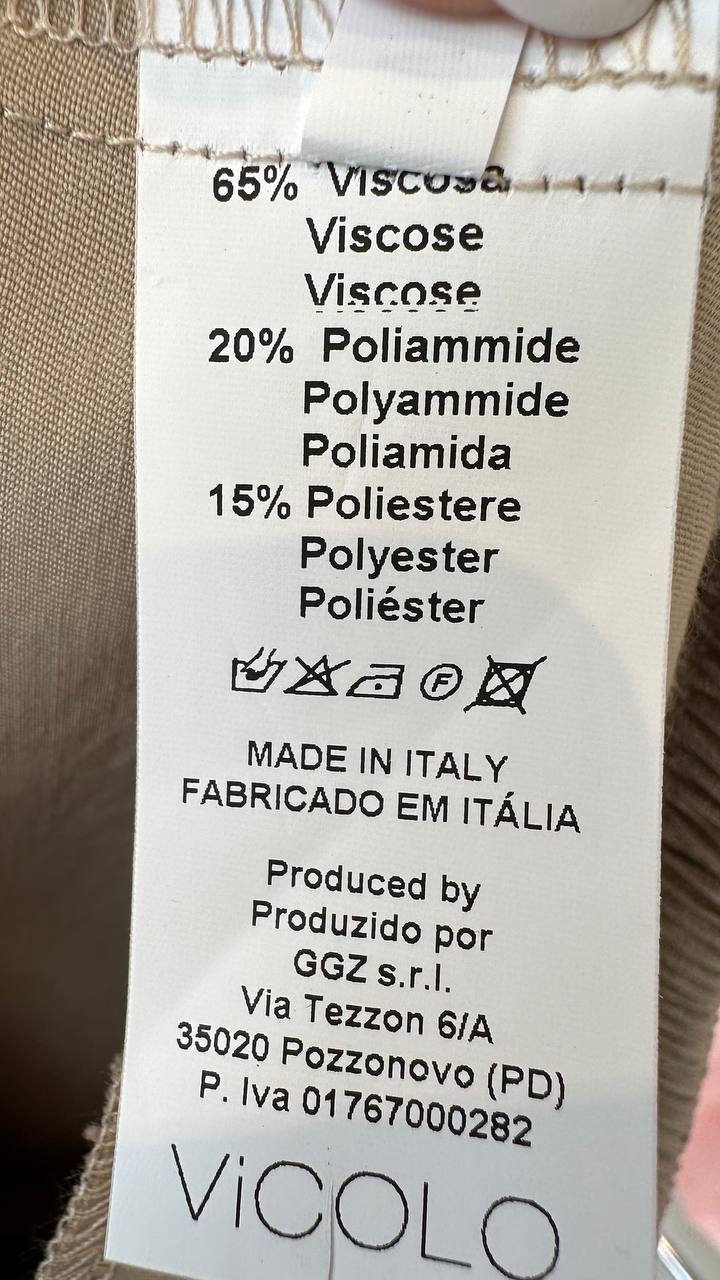 65% Viscosa
Viscose
Viscose
20% Poliammide
Polyammide
Poliamida
15% Poliestere
Polyester
Poliéster
F
MADE IN ITALY
FABRICADO EM ITÁLIA
Produced by
Produzido por
GGZ s.r.l.
Via Tezzon 6/A
35020 Pozzonovo (PD)
P. Iva 01767000282
ViCOLO